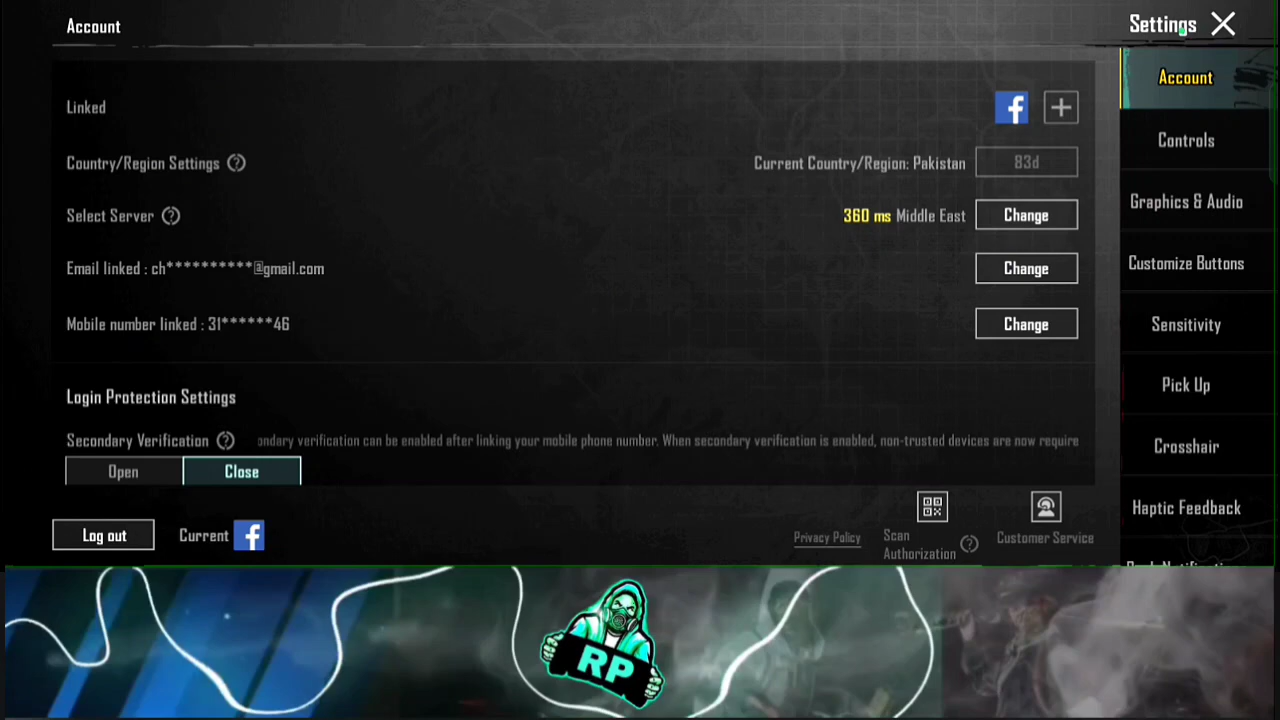 Account
Settings
Account
Linked
Country/Region Settings
Current Country/Region: Pakistan
83d
Select Server
360 ms Middle East
Change
Email linked : ch**********@gmail.com
Change
Mobile number linked : 31******46
Change
Login Protection Settings
Secondary Verification
ondary verification can be enabled after linking your mobile phone number. When secondary verification is enabled, non-trusted devices are now require
Open
Close
Log out
Current
Privacy Policy
Scan
Authorization
Customer Service
Controls
Graphics & Audio
Customize Buttons
Sensitivity
Pick Up
Crosshair
Haptic Feedback
RP